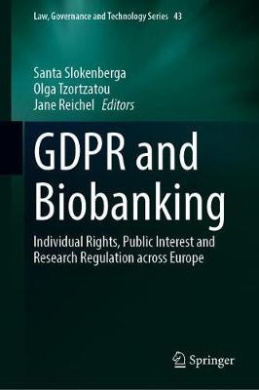 Law, Governance and Technology Series 43
Santa Slokenberga
Olga Tzortzatou
Jane Reichel Editors
GDPR and
Biobanking
Individual Rights, Public Interest and
Research Regulation across Europe
Springer